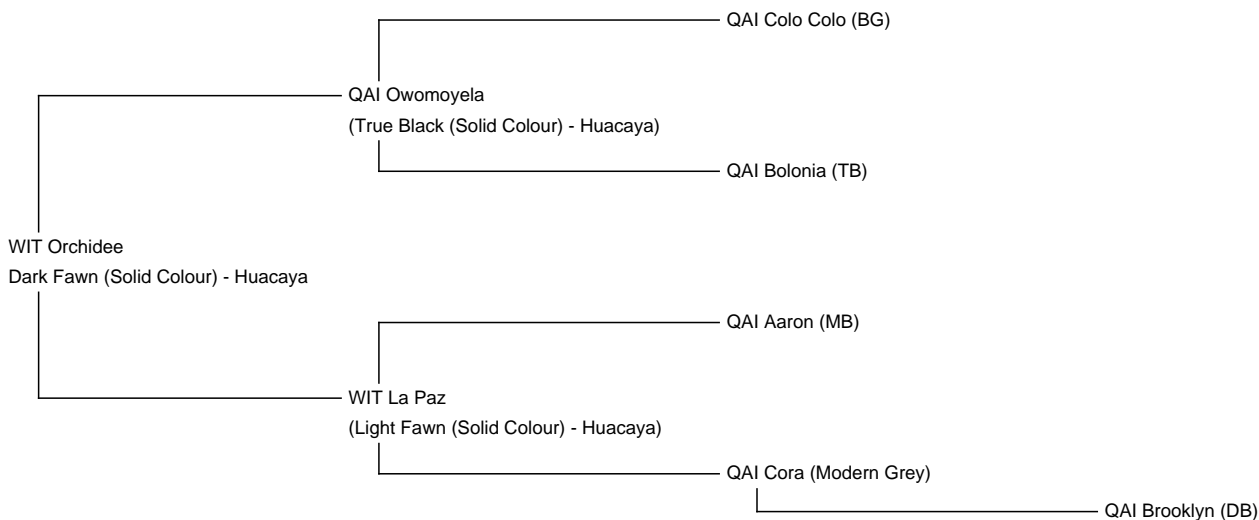 QAI Colo Colo (BG)
QAI Owomoyela
(True Black (Solid Colour) - Huacaya)
QAI Bolonia (TB)
WIT Orchidee
Dark Fawn (Solid Colour) - Huacaya
QAI Aaron (MB)
WIT La Paz
(Light Fawn (Solid Colour) - Huacaya)
QAI Cora (Modern Grey)
QAI Brooklyn (DB)